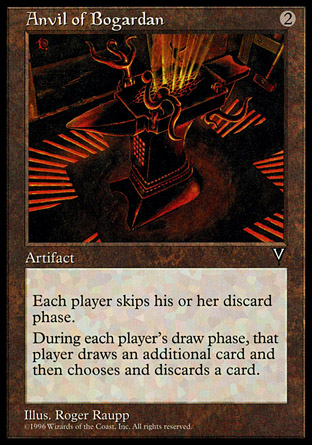 Anvil of Bogardan 2
Artifact V
Each player skips his or her discard
phase.
During each player's draw phase, that
player draws an additional card and
then chooses and discards a card.
Illus. Roger Raupp
©1996 Wizards of the Coast, Inc. All rights reserved.